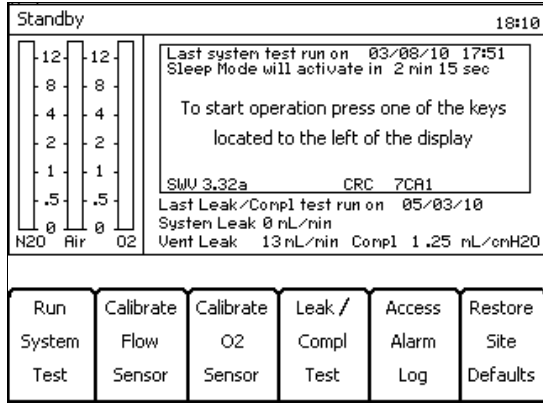 Standby 18:10
Last system test run on 03/08/10 17:51
Sleep Mode will activate in 2 min 15 sec
To start operation press one of the keys
located to the left of the display
SWV 3.32a CRC 7CA1
12 12
8 8
4 4
2 2
1 1
.5 .5
0 0
N2O Air O2
Last Leak/Compl test run on 05/03/10
System Leak 0 mL/min
Vent Leak 13 mL/min Compl 1.25 mL/cmH2O
Run System Test
Calibrate Flow Sensor
Calibrate O2 Sensor
Leak / Compl Test
Access Alarm Log
Restore Site Defaults